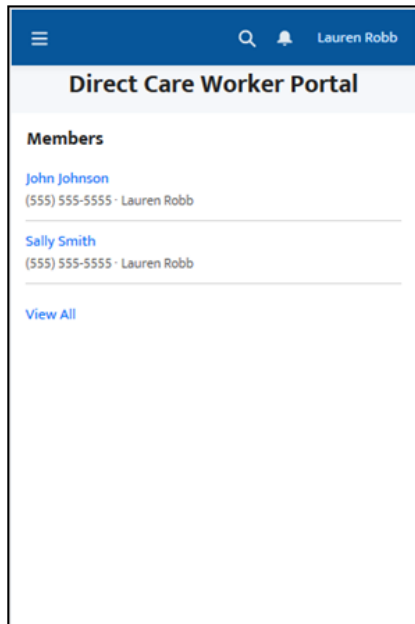 Lauren Robb
Direct Care Worker Portal
Members
John Johnson
(555) 555-5555 · Lauren Robb
Sally Smith
(555) 555-5555 · Lauren Robb
View All